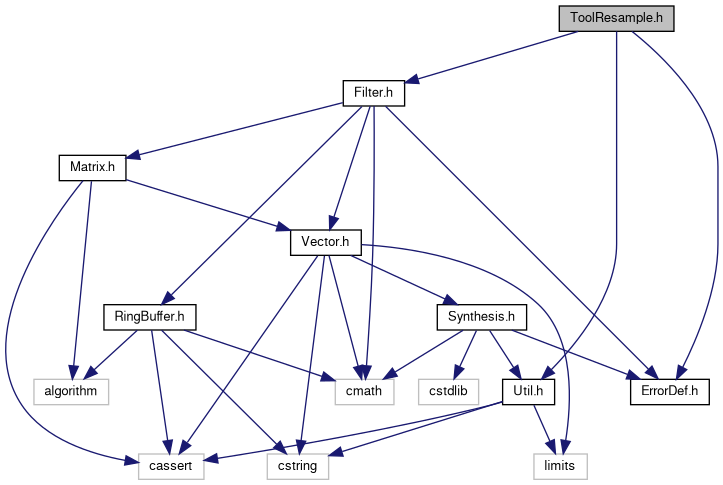 ToolResample.h
Filter.h
Matrix.h
Vector.h
RingBuffer.h
Synthesis.h
algorithm
cmath
cstdlib
Util.h
ErrorDef.h
cassert
cstring
limits